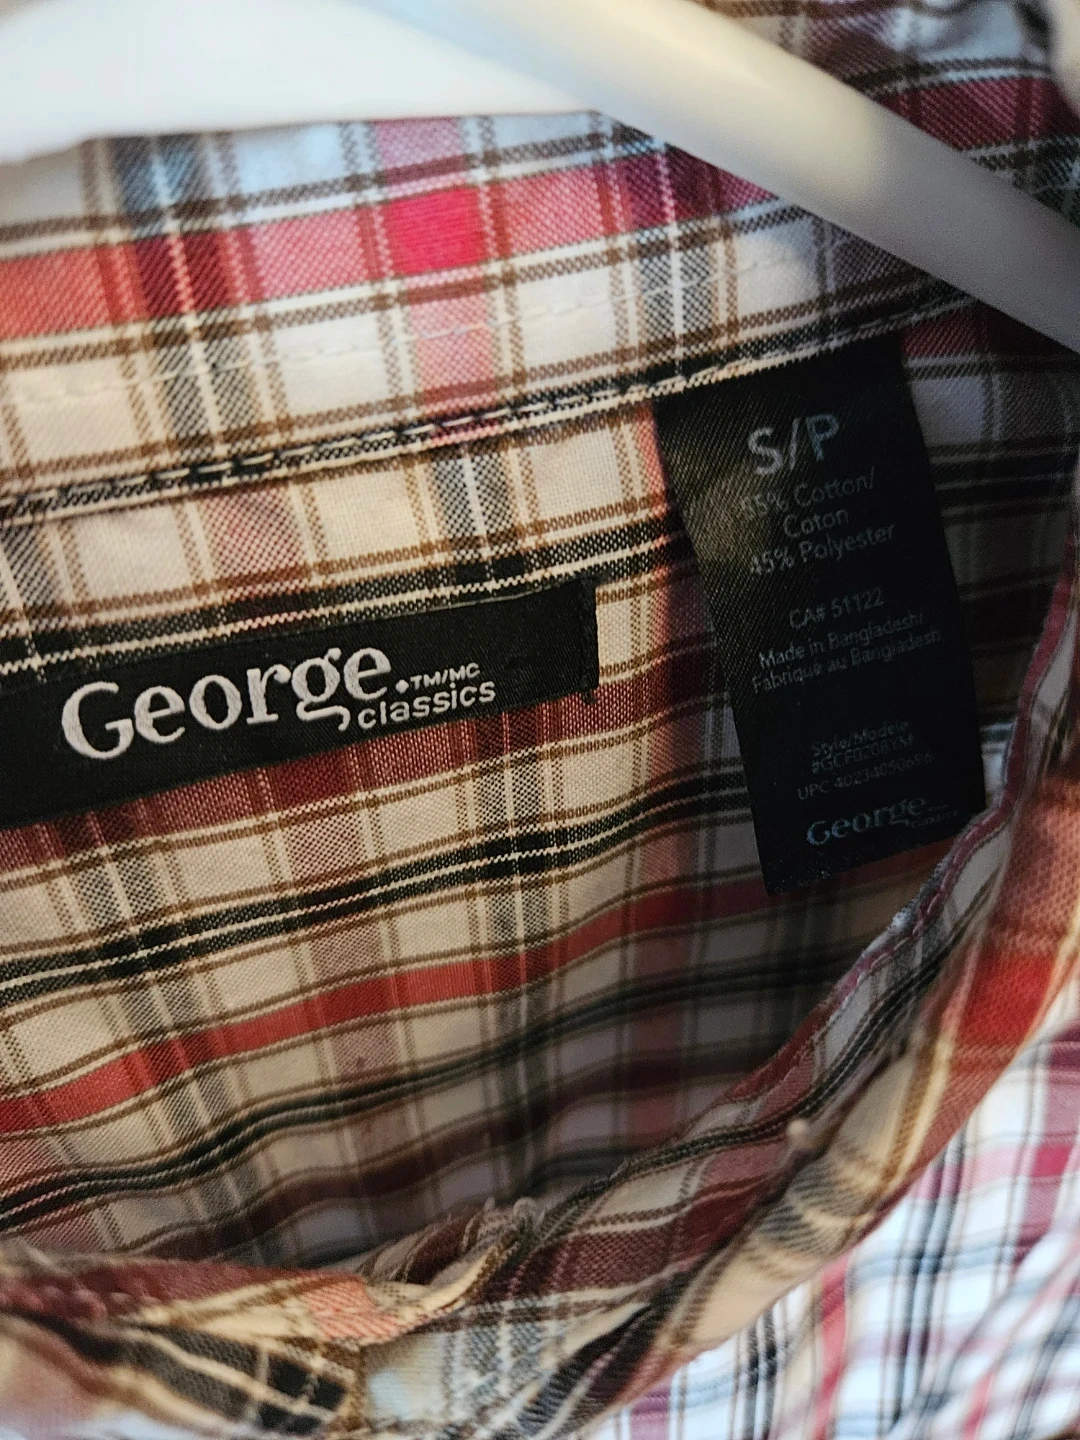 George.TM/MC
classics
S/P
55% Cotton/
Coton
45% Polyester
CA# 51122
Made in Bangladesh/
Fabriqué au Bangladesh
Style/Modèle
UPC
George.